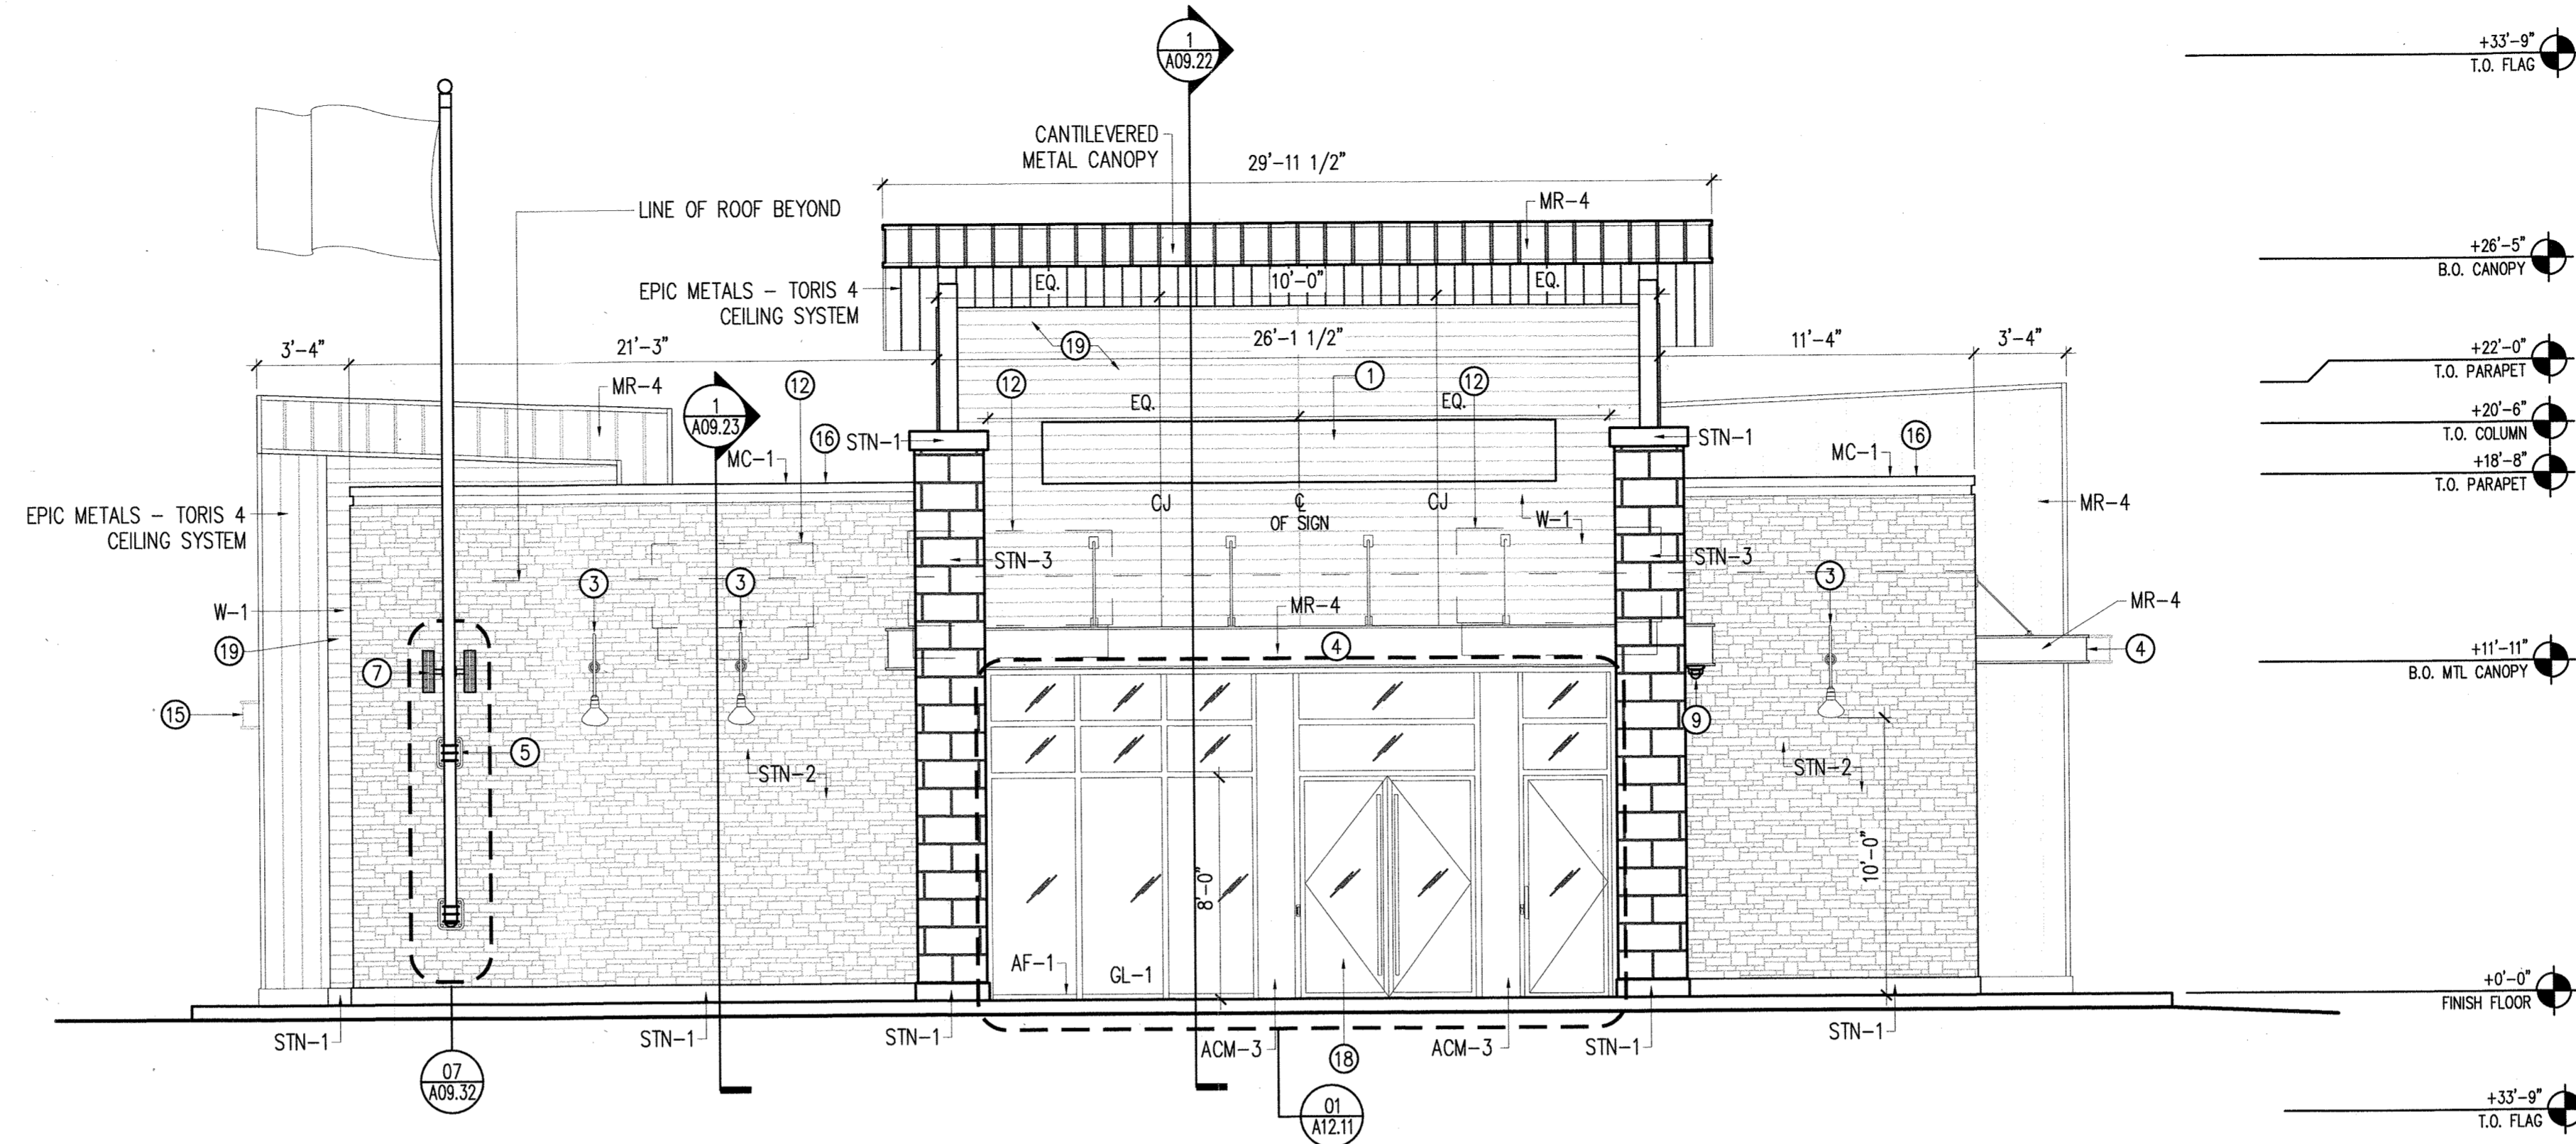 1
A09.22
+33'-9"
T.O. FLAG
CANTILEVERED
METAL CANOPY
29'-11 1/2"
LINE OF ROOF BEYOND
MR-4
+26'-5"
B.O. CANOPY
EPIC METALS - TORIS 4
CEILING SYSTEM
EQ.
10'-0"
EQ.
3'-4"
21'-3"
19
26'-1 1/2"
11'-4"
3'-4"
+22'-0"
T.O. PARAPET
MR-4
12
12
1
12
1
A09.23
EQ.
EQ.
+20'-6"
T.O. COLUMN
16
STN-1
STN-1
MC-1
16
MC-1
+18'-8"
T.O. PARAPET
EPIC METALS - TORIS 4
CEILING SYSTEM
CJ
℄
OF SIGN
CJ
W-1
MR-4
STN-3
STN-3
3
3
3
W-1
MR-4
MR-4
19
4
4
+11'-11"
B.O. MTL CANOPY
7
15
9
5
STN-2
STN-2
8'-0"
10'-0"
AF-1
GL-1
+0'-0"
FINISH FLOOR
STN-1
STN-1
STN-1
ACM-3
18
ACM-3
STN-1
STN-1
07
A09.32
01
A12.11
+33'-9"
T.O. FLAG